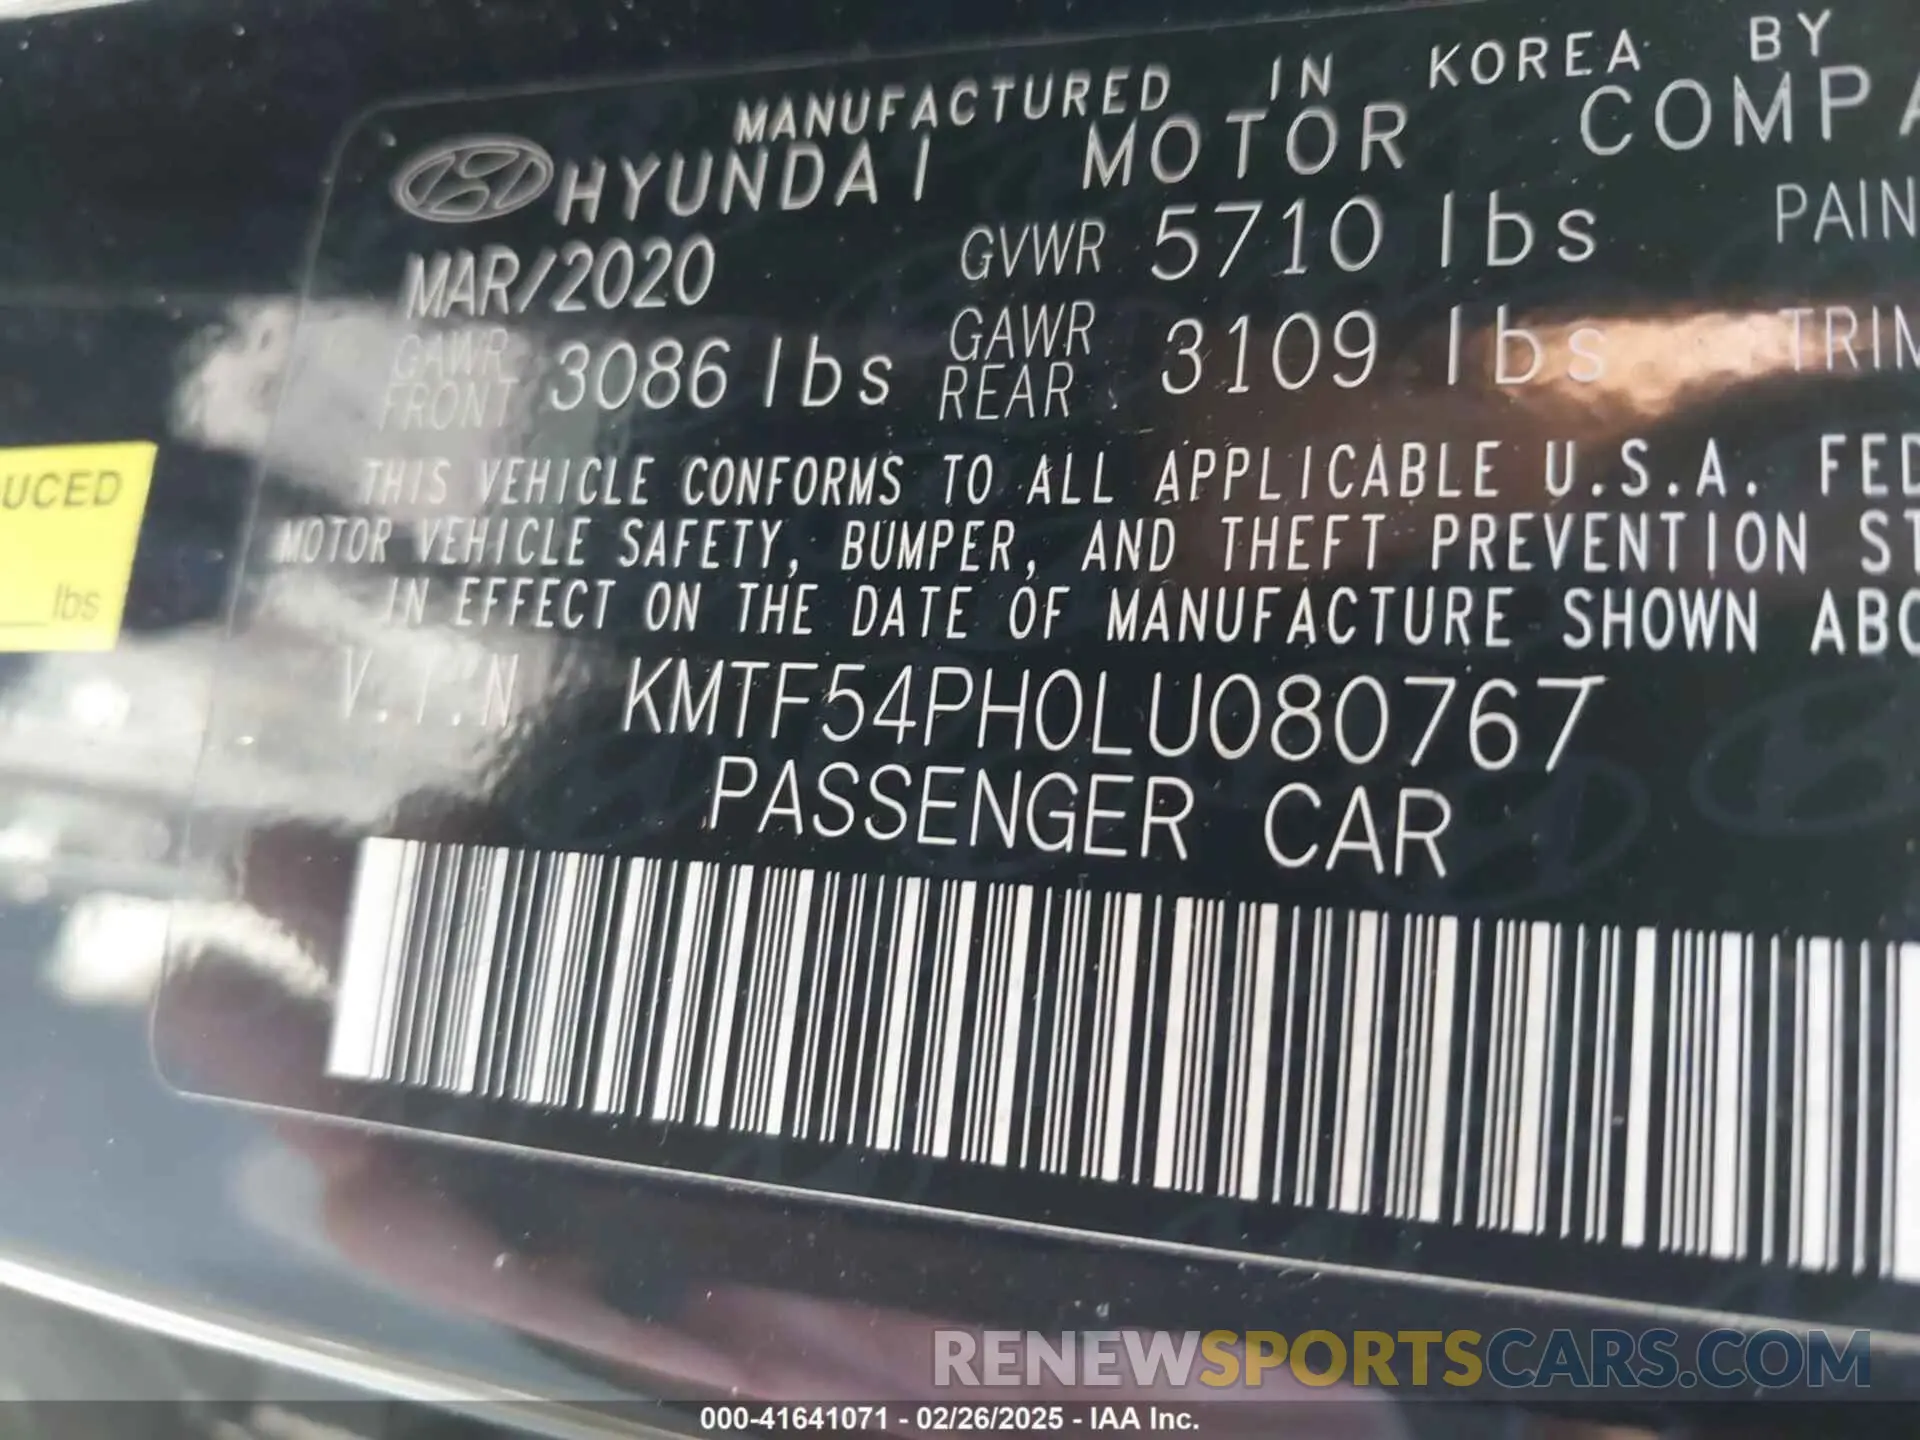 MANUFACTURED IN KOREA BY
HYUNDAI MOTOR COMPA
MAR/2020 GVWR 5710 lbs PAIN
GAWR FRONT 3086 lbs GAWR REAR 3109 lbs TRIM
THIS VEHICLE CONFORMS TO ALL APPLICABLE U.S.A. FED
MOTOR VEHICLE SAFETY, BUMPER, AND THEFT PREVENTION ST
IN EFFECT ON THE DATE OF MANUFACTURE SHOWN ABO
V.I.N KMTF54PH0LU080767
PASSENGER CAR
UCED
lbs
RENEWSPORTSCARS.COM
000-41641071 - 02/26/2025 - IAA Inc.